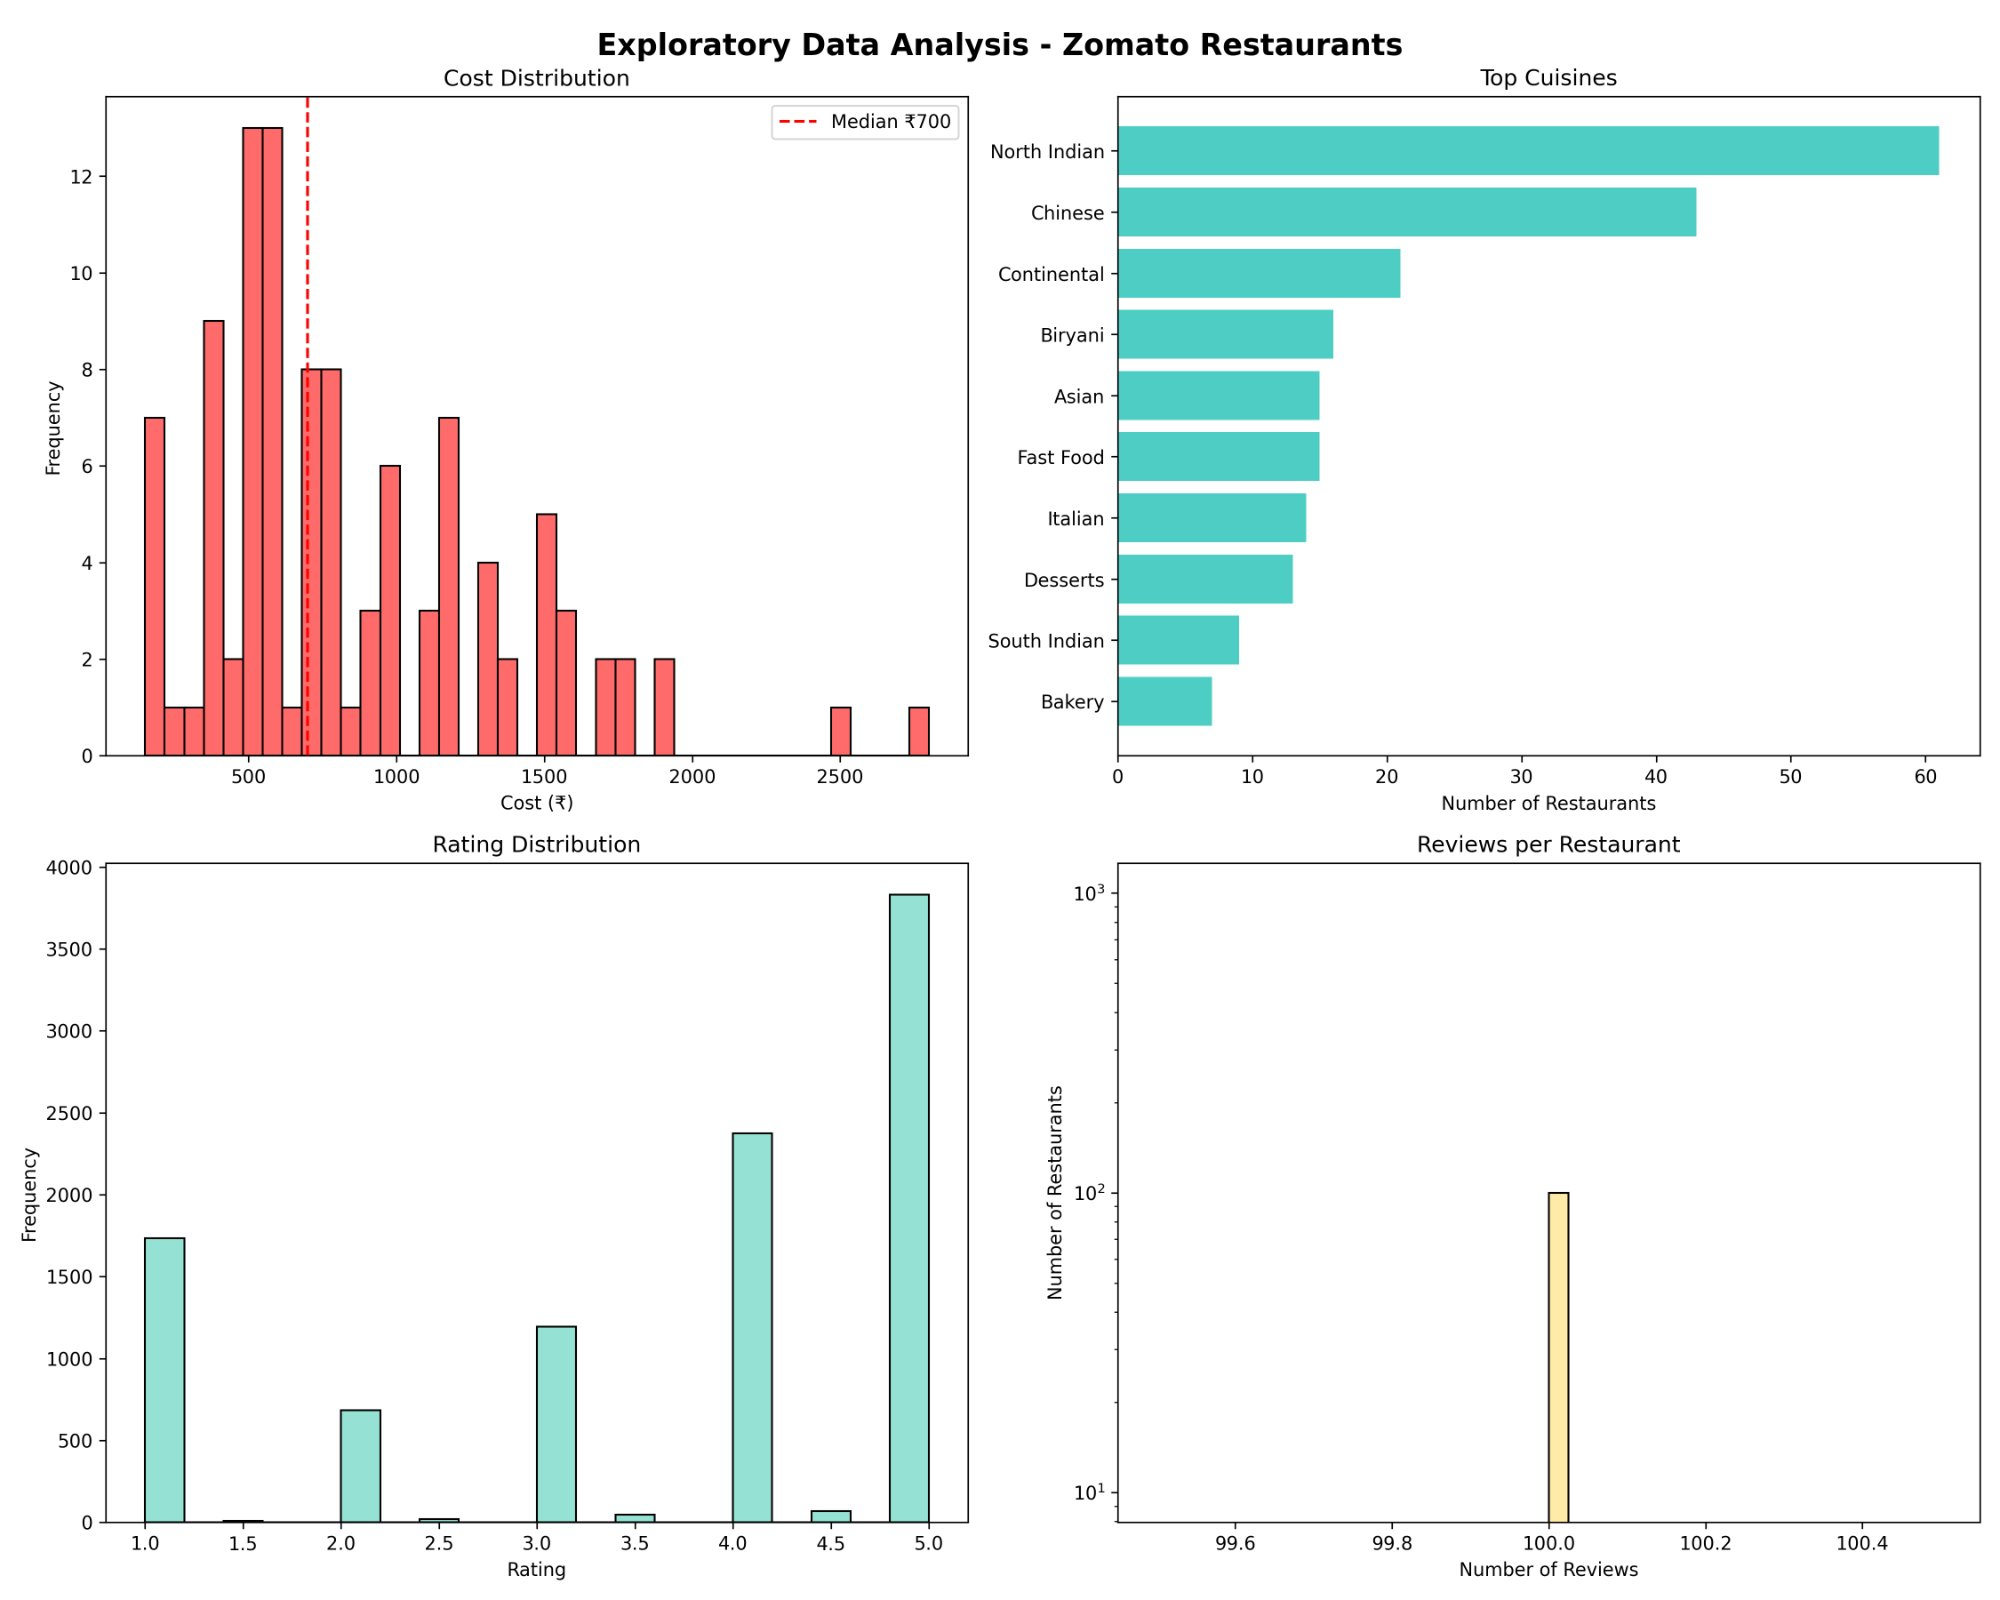 Exploratory Data Analysis - Zomato Restaurants
Cost Distribution
Median ₹700
Frequency
12
10
8
6
4
2
0
500
1000
1500
2000
2500
Cost (₹)
Top Cuisines
North Indian
Chinese
Continental
Biryani
Asian
Fast Food
Italian
Desserts
South Indian
Bakery
0
10
20
30
40
50
60
Number of Restaurants
Rating Distribution
Frequency
4000
3500
3000
2500
2000
1500
1000
500
0
1.0
1.5
2.0
2.5
3.0
3.5
4.0
4.5
5.0
Rating
Reviews per Restaurant
Number of Restaurants
10³
10²
10¹
99.6
99.8
100.0
100.2
100.4
Number of Reviews